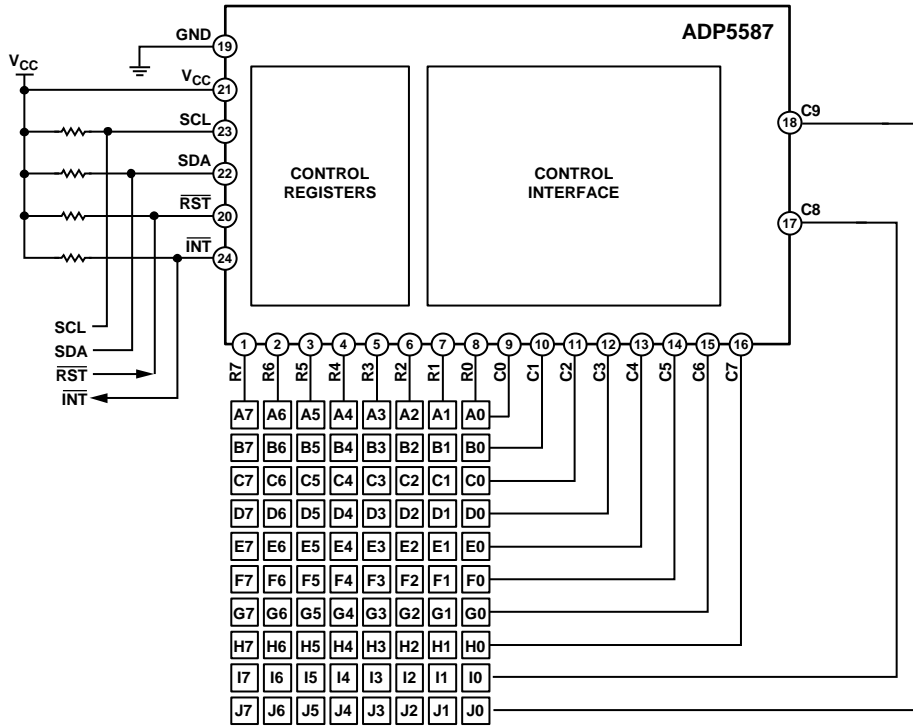 ADP5587
GND
19
VCC
VCC
21
SCL
23
SDA
22
RST
20
INT
24
CONTROL
REGISTERS
CONTROL
INTERFACE
C9
18
C8
17
SCL
SDA
RST
INT
1 2 3 4 5 6 7 8 9 10 11 12 13 14 15 16
R7 R6 R5 R4 R3 R2 R1 R0 C0 C1 C2 C3 C4 C5 C6 C7
A7 A6 A5 A4 A3 A2 A1 A0
B7 B6 B5 B4 B3 B2 B1 B0
C7 C6 C5 C4 C3 C2 C1 C0
D7 D6 D5 D4 D3 D2 D1 D0
E7 E6 E5 E4 E3 E2 E1 E0
F7 F6 F5 F4 F3 F2 F1 F0
G7 G6 G5 G4 G3 G2 G1 G0
H7 H6 H5 H4 H3 H2 H1 H0
I7 I6 I5 I4 I3 I2 I1 I0
J7 J6 J5 J4 J3 J2 J1 J0